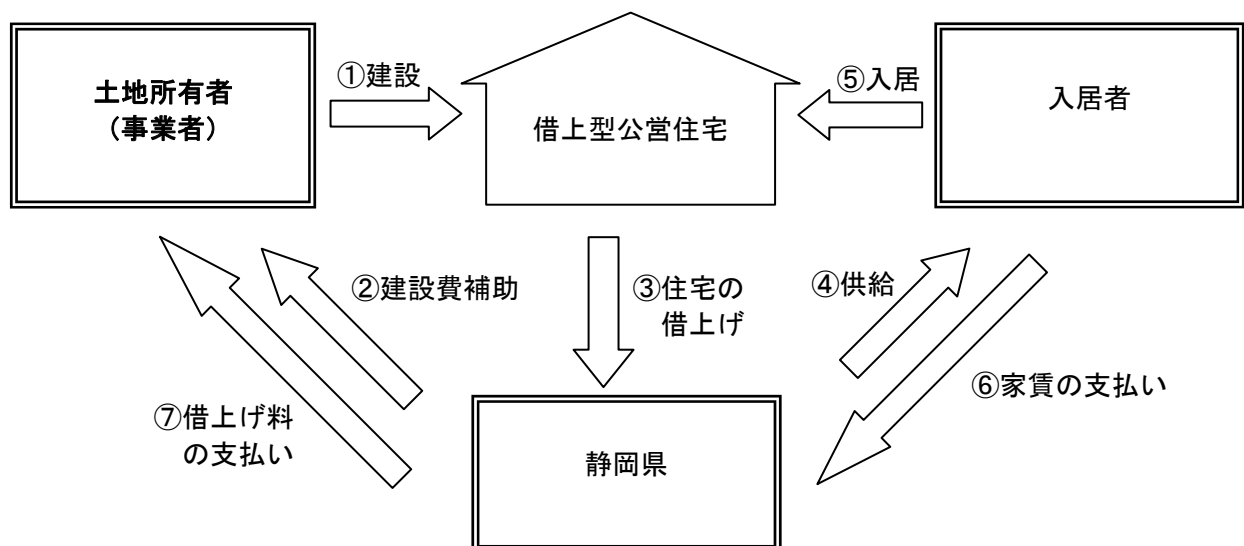 土地所有者
（事業者）
①建設
借上型公営住宅
⑤入居
入居者
②建設費補助
③住宅の
借上げ
④供給
⑥家賃の支払い
⑦借上げ料
の支払い
静岡県